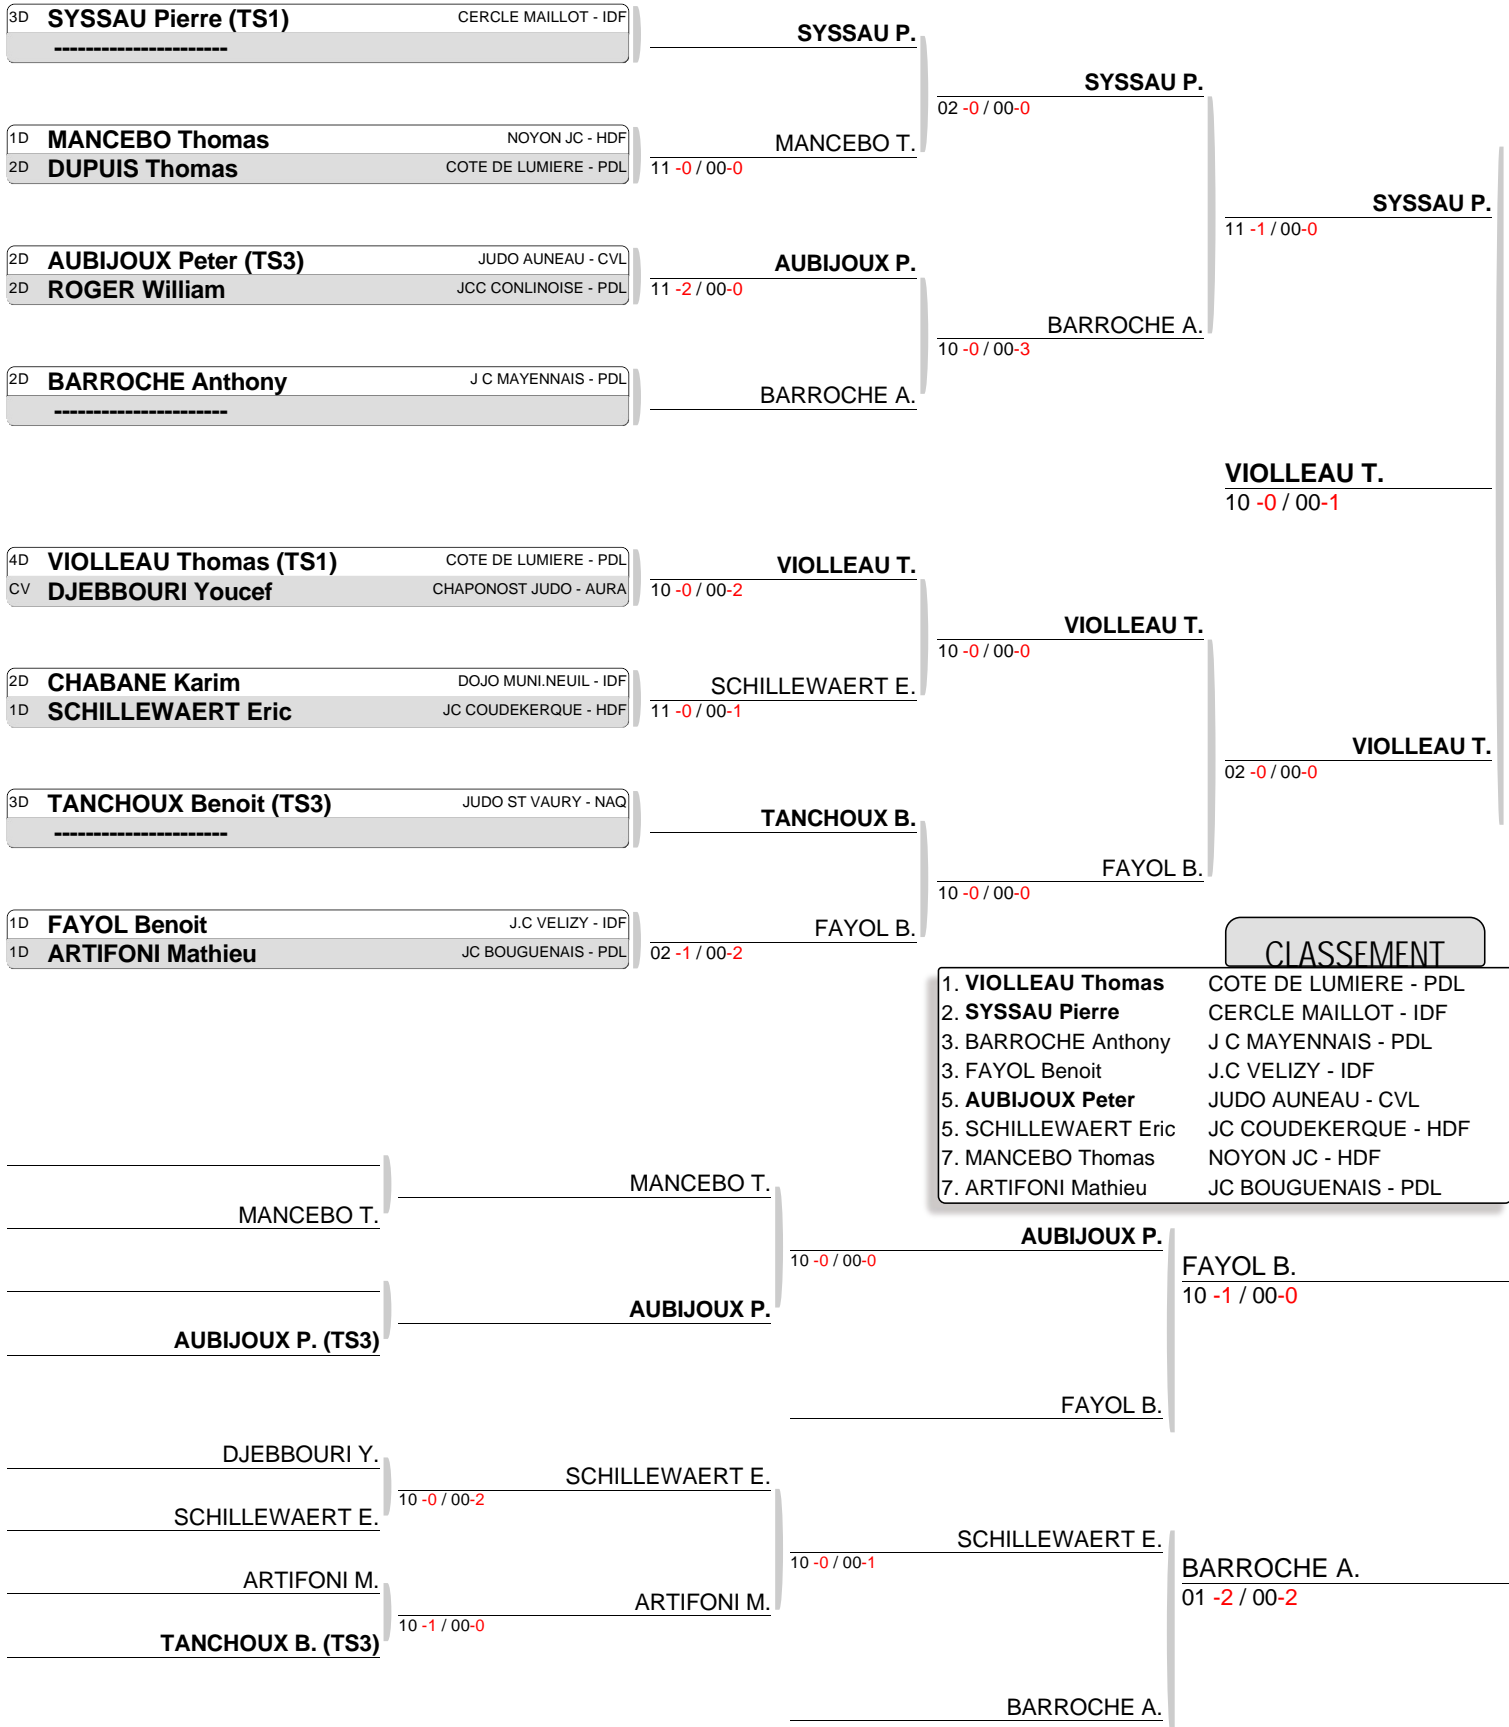 3D SYSSAU Pierre (TS1) CERCLE MAILLOT - IDF
----------------------
SYSSAU P.
SYSSAU P.
02 -0 / 00-0
1D MANCEBO Thomas NOYON JC - HDF
2D DUPUIS Thomas COTE DE LUMIERE - PDL
MANCEBO T.
11 -0 / 00-0
SYSSAU P.
11 -1 / 00-0
2D AUBIJOUX Peter (TS3) JUDO AUNEAU - CVL
2D ROGER William JCC CONLINOISE - PDL
AUBIJOUX P.
11 -2 / 00-0
BARROCHE A.
10 -0 / 00-3
2D BARROCHE Anthony J C MAYENNAIS - PDL
----------------------
BARROCHE A.
VIOLLEAU T.
10 -0 / 00-1
4D VIOLLEAU Thomas (TS1) COTE DE LUMIERE - PDL
CV DJEBBOURI Youcef CHAPONOST JUDO - AURA
VIOLLEAU T.
10 -0 / 00-2
VIOLLEAU T.
10 -0 / 00-0
2D CHABANE Karim DOJO MUNI.NEUIL - IDF
1D SCHILLEWAERT Eric JC COUDEKERQUE - HDF
SCHILLEWAERT E.
11 -0 / 00-1
VIOLLEAU T.
02 -0 / 00-0
3D TANCHOUX Benoit (TS3) JUDO ST VAURY - NAQ
----------------------
TANCHOUX B.
FAYOL B.
10 -0 / 00-0
1D FAYOL Benoit J.C VELIZY - IDF
1D ARTIFONI Mathieu JC BOUGUENAIS - PDL
FAYOL B.
02 -1 / 00-2
CLASSEMENT
1. VIOLLEAU Thomas COTE DE LUMIERE - PDL
2. SYSSAU Pierre CERCLE MAILLOT - IDF
3. BARROCHE Anthony J C MAYENNAIS - PDL
3. FAYOL Benoit J.C VELIZY - IDF
5. AUBIJOUX Peter JUDO AUNEAU - CVL
5. SCHILLEWAERT Eric JC COUDEKERQUE - HDF
7. MANCEBO Thomas NOYON JC - HDF
7. ARTIFONI Mathieu JC BOUGUENAIS - PDL
MANCEBO T.
MANCEBO T.
AUBIJOUX P.
10 -0 / 00-0
FAYOL B.
10 -1 / 00-0
AUBIJOUX P.
AUBIJOUX P. (TS3)
FAYOL B.
DJEBBOURI Y.
SCHILLEWAERT E.
10 -0 / 00-2
SCHILLEWAERT E.
SCHILLEWAERT E.
10 -0 / 00-1
BARROCHE A.
01 -2 / 00-2
ARTIFONI M.
ARTIFONI M.
10 -1 / 00-0
TANCHOUX B. (TS3)
BARROCHE A.